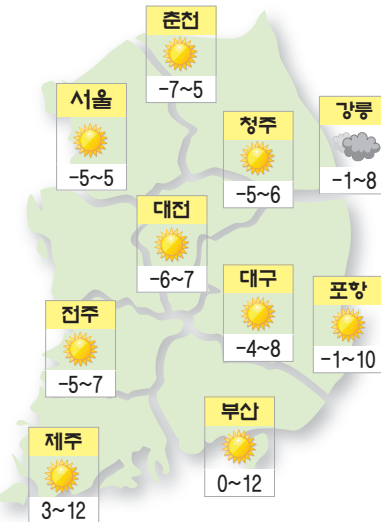 춘천
-7~5
서울
-5~5
청주
-5~6
강릉
-1~8
대전
-6~7
대구
-4~8
포항
-1~10
전주
-5~7
부산
0~12
제주
3~12